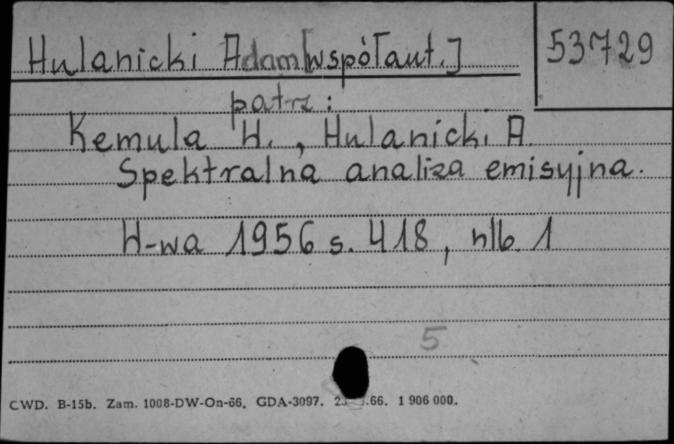 Hulanicki Adam [współaut.]
53729
patrz:
Kemula W., Hulanicki A.
Spektralna analiza emisyjna.
W-wa 1956 s. 418, nlb. 1
5
CWD. B-15b. Zam. 1008-DW-On-66. GDA-3097. .66. 1 906 000.